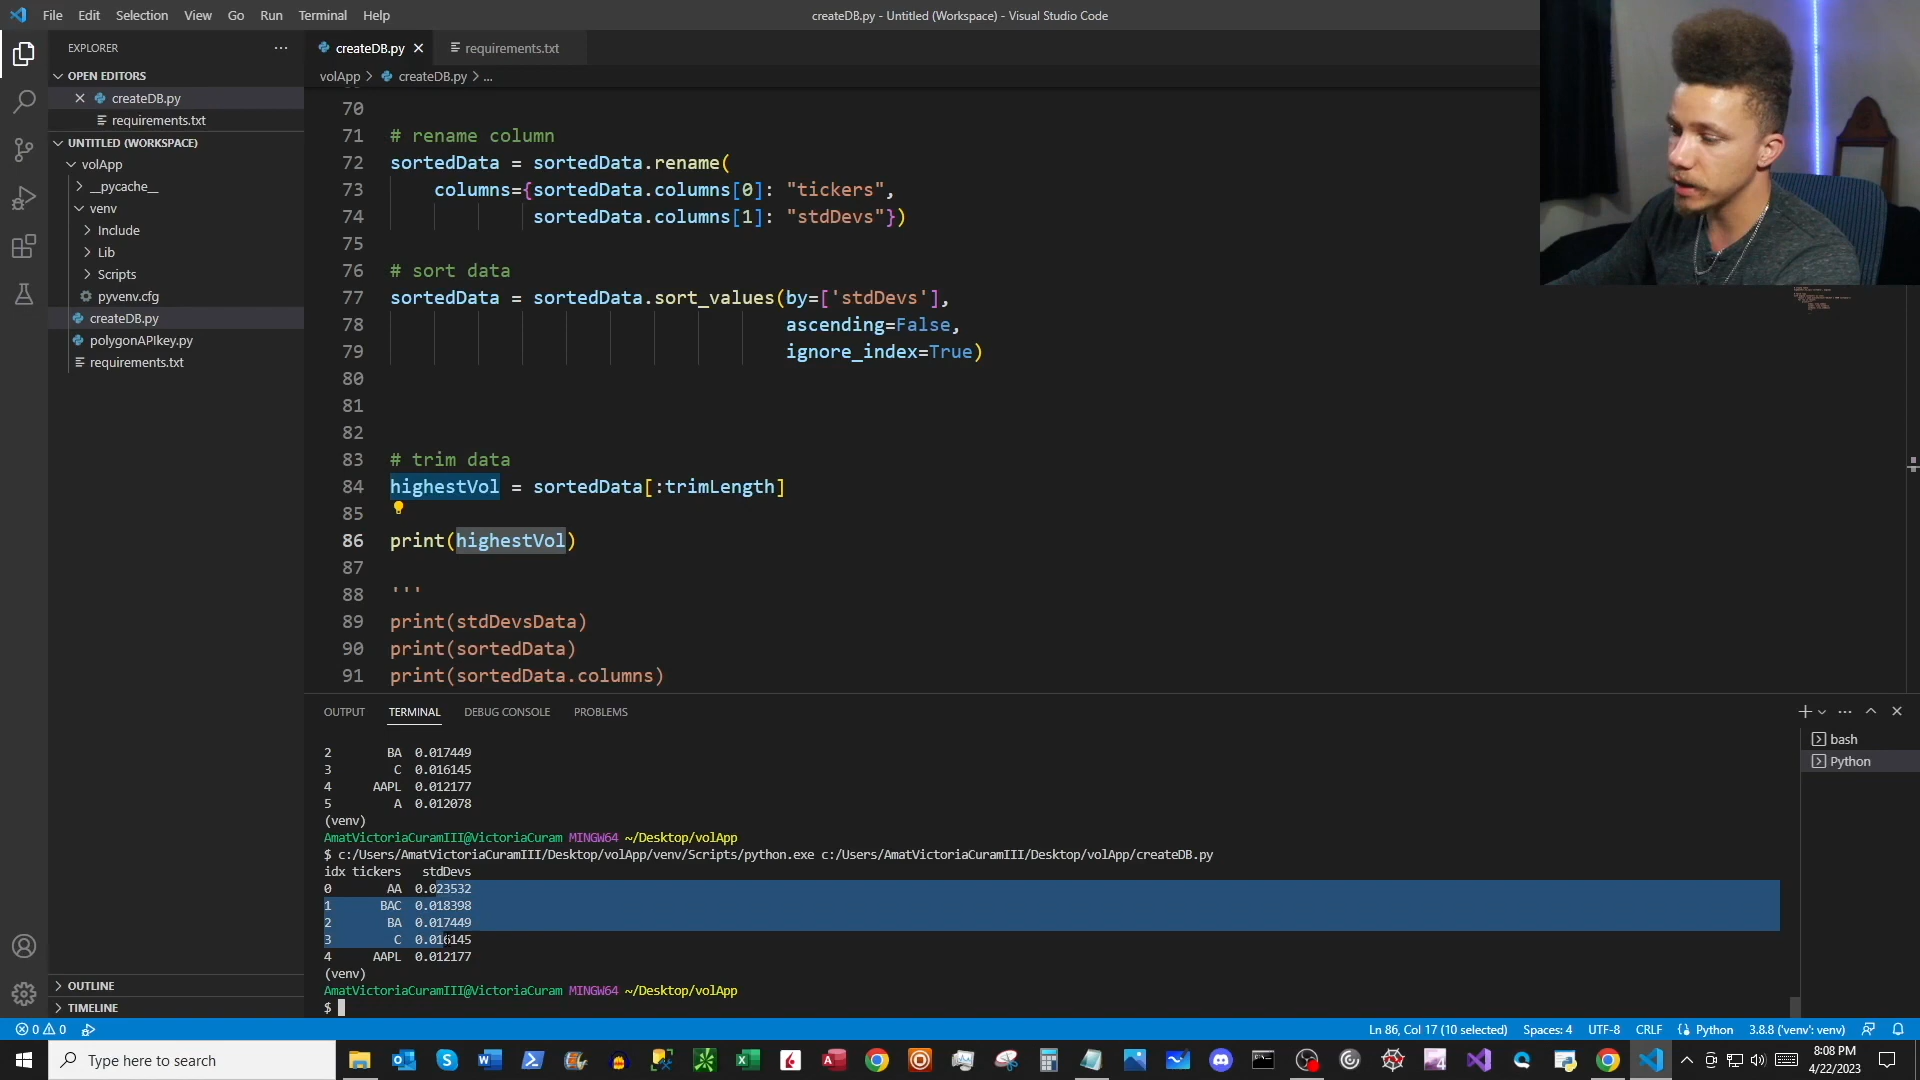 File Edit Selection View Go Run Terminal Help
createDB.py - Untitled (Workspace) - Visual Studio Code
EXPLORER
OPEN EDITORS
createDB.py
requirements.txt
UNTITLED (WORKSPACE)
volApp
__pycache__
venv
Include
Lib
Scripts
pyvenv.cfg
createDB.py
polygonAPIkey.py
requirements.txt
OUTLINE
TIMELINE
createDB.py requirements.txt
volApp > createDB.py > ...
70
71 # rename column
72 sortedData = sortedData.rename(
73 columns={sortedData.columns[0]: "tickers",
74 sortedData.columns[1]: "stdDevs"})
75
76 # sort data
77 sortedData = sortedData.sort_values(by=['stdDevs'],
78 ascending=False,
79 ignore_index=True)
80
81
82
83 # trim data
84 highestVol = sortedData[:trimLength]
85
86 print(highestVol)
87
88 '''
89 print(stdDevsData)
90 print(sortedData)
91 print(sortedData.columns)
OUTPUT TERMINAL DEBUG CONSOLE PROBLEMS
2 BA 0.017449
3 C 0.016145
4 AAPL 0.012177
5 A 0.012078
(venv)
AmatVictoriaCuramIII@VictoriaCuram MINGW64 ~/Desktop/volApp
$ c:/Users/AmatVictoriaCuramIII/Desktop/volApp/venv/Scripts/python.exe c:/Users/AmatVictoriaCuramIII/Desktop/volApp/createDB.py
idx tickers stdDevs
0 AA 0.023532
1 BAC 0.018398
2 BA 0.017449
3 C 0.016145
4 AAPL 0.012177
(venv)
AmatVictoriaCuramIII@VictoriaCuram MINGW64 ~/Desktop/volApp
$
bash
Python
0 0
Ln 86, Col 17 (10 selected) Spaces: 4 UTF-8 CRLF Python 3.8.8 ('venv': venv)
Type here to search
8:08 PM
4/22/2023